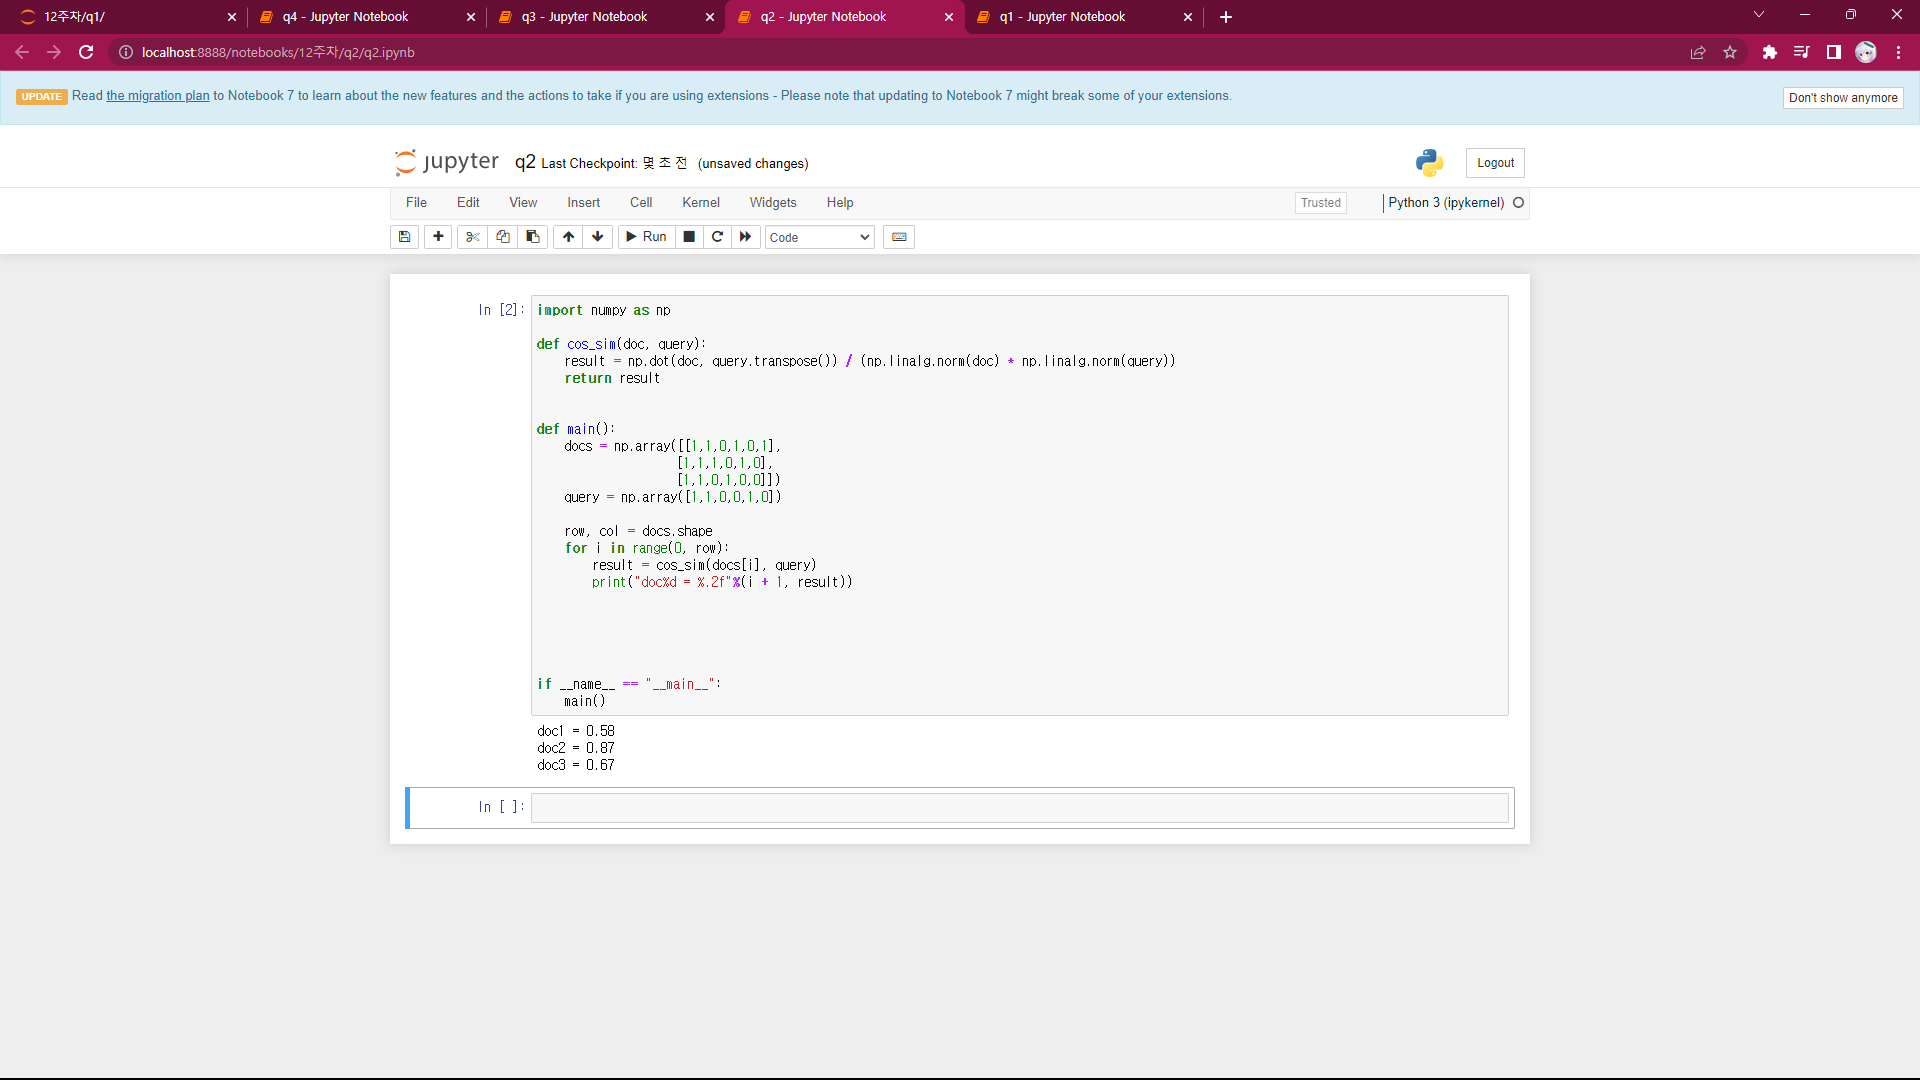 12주차/q1/
q4 - Jupyter Notebook
q3 - Jupyter Notebook
q2 - Jupyter Notebook
q1 - Jupyter Notebook
localhost:8888/notebooks/12주차/q2/q2.ipynb
UPDATE Read the migration plan to Notebook 7 to learn about the new features and the actions to take if you are using extensions - Please note that updating to Notebook 7 might break some of your extensions.
Don't show anymore
jupyter q2 Last Checkpoint: 몇 초 전 (unsaved changes)
Logout
File Edit View Insert Cell Kernel Widgets Help
Trusted
Python 3 (ipykernel)
Run
Code
In [2]:
import numpy as np
def cos_sim(doc, query):
    result = np.dot(doc, query.transpose()) / (np.linalg.norm(doc) * np.linalg.norm(query))
    return result
def main():
    docs = np.array([[1,1,0,1,0,1],
                    [1,1,1,0,1,0],
                    [1,1,0,1,0,0]])
    query = np.array([1,1,0,0,1,0])
    row, col = docs.shape
    for i in range(0, row):
        result = cos_sim(docs[i], query)
        print("doc%d = %.2f"%(i + 1, result))
if __name__ == "__main__":
    main()
doc1 = 0.58
doc2 = 0.87
doc3 = 0.67
In [ ]: